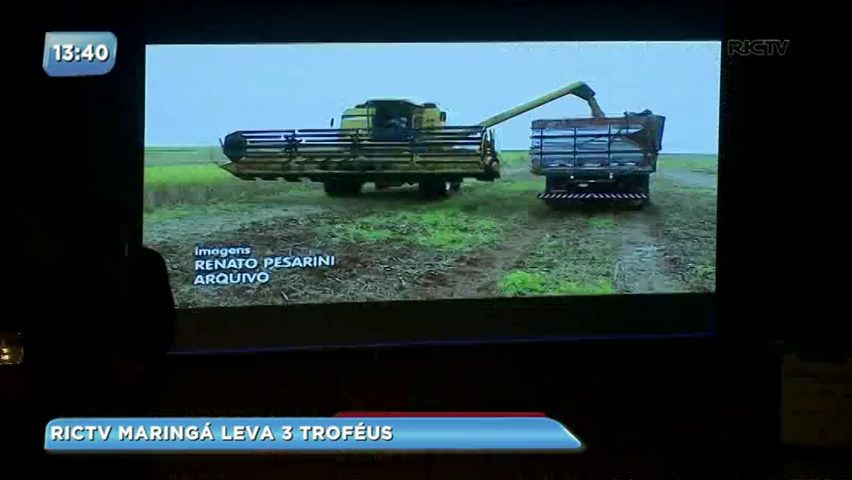 13:40
RICTV
Imagens
RENATO PESARINI
ARQUIVO
RICTV MARINGÁ LEVA 3 TROFÉUS